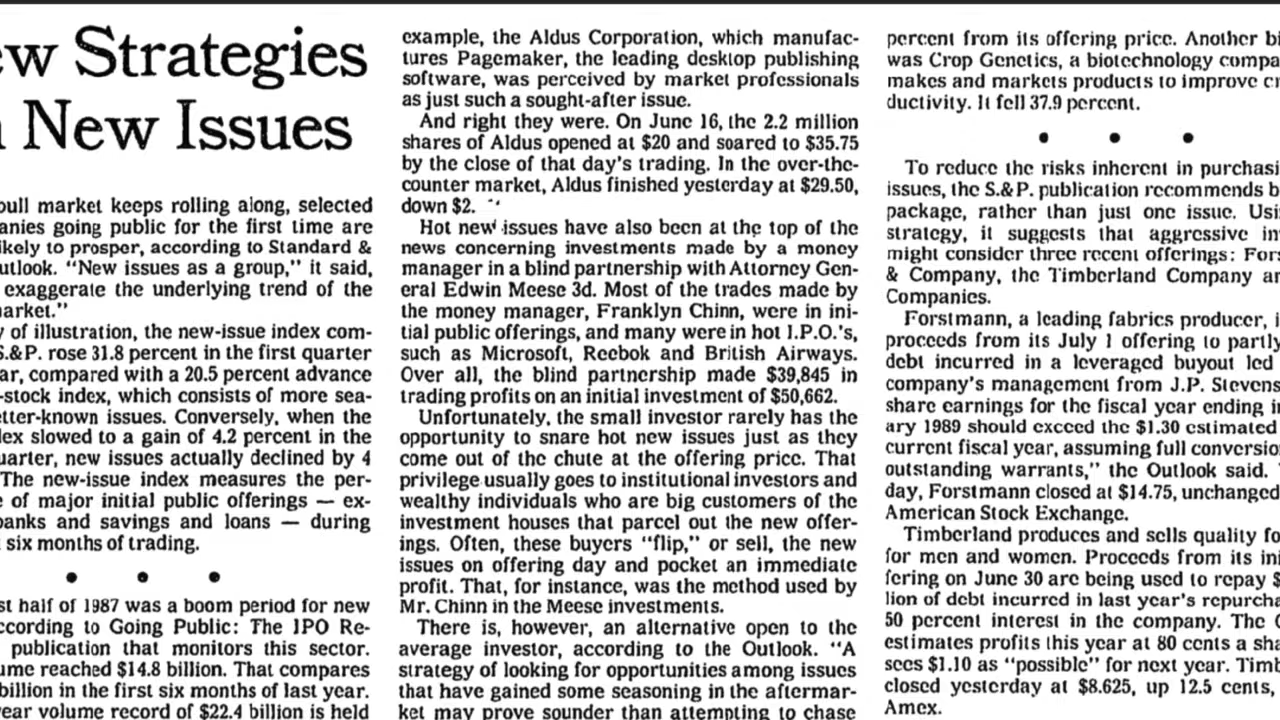 ew Strategies
New Issues
bull market keeps rolling along, selected
anies going public for the first time are
ikely to prosper, according to Standard &
utlook. “New issues as a group,” it said,
exaggerate the underlying trend of the
arket.”
y of illustration, the new-issue index com-
S.&P. rose 31.8 percent in the first quarter
ar, compared with a 20.5 percent advance
-stock index, which consists of more sea-
etter-known issues. Conversely, when the
lex slowed to a gain of 4.2 percent in the
uarter, new issues actually declined by 4
The new-issue index measures the per-
e of major initial public offerings — ex-
banks and savings and loans — during
six months of trading.
• • •
st half of 1987 was a boom period for new
ccording to Going Public: The IPO Re-
publication that monitors this sector.
ume reached $14.8 billion. That compares
billion in the first six months of last year.
ear volume record of $22.4 billion is held
example, the Aldus Corporation, which manufac-
tures Pagemaker, the leading desktop publishing
software, was perceived by market professionals
as just such a sought-after issue.
And right they were. On June 16, the 2.2 million
shares of Aldus opened at $20 and soared to $35.75
by the close of that day's trading. In the over-the-
counter market, Aldus finished yesterday at $29.50,
down $2.
Hot new issues have also been at the top of the
news concerning investments made by a money
manager in a blind partnership with Attorney Gen-
eral Edwin Meese 3d. Most of the trades made by
the money manager, Franklyn Chinn, were in ini-
tial public offerings, and many were in hot I.P.O.'s,
such as Microsoft, Reebok and British Airways.
Over all, the blind partnership made $39,845 in
trading profits on an initial investment of $50,662.
Unfortunately, the small investor rarely has the
opportunity to snare hot new issues just as they
come out of the chute at the offering price. That
privilege usually goes to institutional investors and
wealthy individuals who are big customers of the
investment houses that parcel out the new offer-
ings. Often, these buyers “flip,” or sell, the new
issues on offering day and pocket an immediate
profit. That, for instance, was the method used by
Mr. Chinn in the Meese investments.
There is, however, an alternative open to the
average investor, according to the Outlook. “A
strategy of looking for opportunities among issues
that have gained some seasoning in the aftermar-
ket may prove sounder than attempting to chase
percent from its offering price. Another bi
was Crop Genetics, a biotechnology compa
makes and markets products to improve cr
ductivity. It fell 37.9 percent.
• • •
To reduce the risks inherent in purchasi
issues, the S.&P. publication recommends b
package, rather than just one issue. Usi
strategy, it suggests that aggressive in
might consider three recent offerings: Fors
& Company, the Timberland Company an
Companies.
Forstmann, a leading fabrics producer, i
proceeds from its July 1 offering to partly
debt incurred in a leveraged buyout led
company's management from J.P. Stevens
share earnings for the fiscal year ending i
ary 1989 should exceed the $1.30 estimated
current fiscal year, assuming full conversio
outstanding warrants,” the Outlook said.
day, Forstmann closed at $14.75, unchanged
American Stock Exchange.
Timberland produces and sells quality fo
for men and women. Proceeds from its ini
fering on June 30 are being used to repay $
lion of debt incurred in last year's repurcha
50 percent interest in the company. The O
estimates profits this year at 80 cents a sha
sees $1.10 as “possible” for next year. Timb
closed yesterday at $8.625, up 12.5 cents,
Amex.